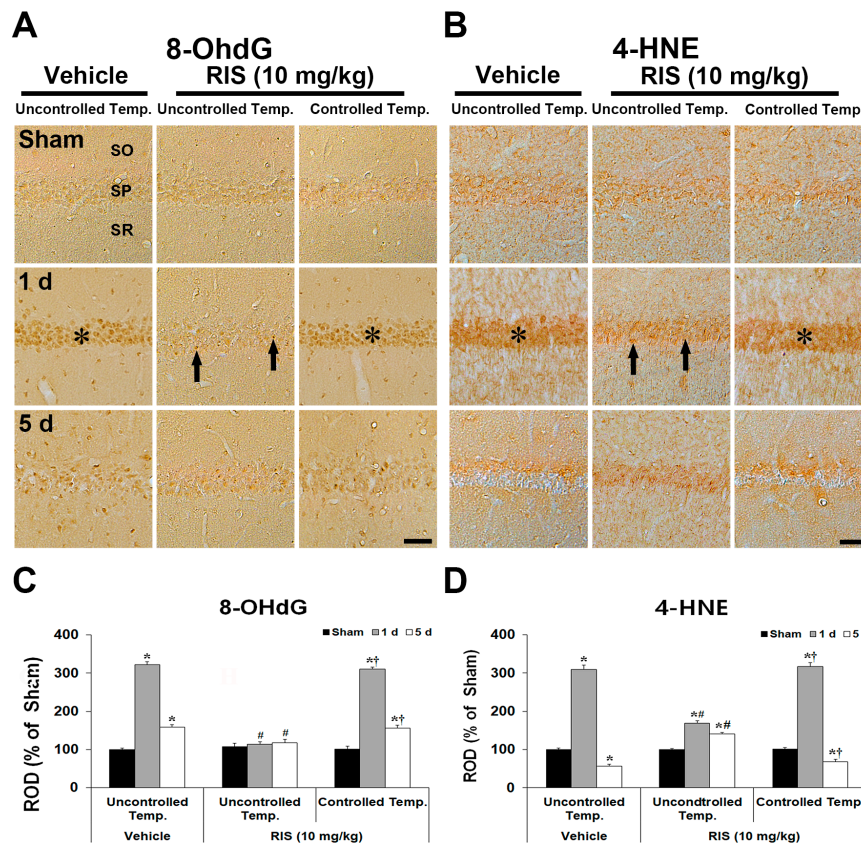 A
8-OhdG
Vehicle
RIS (10 mg/kg)
Uncontrolled Temp.
Uncontrolled Temp.
Controlled Temp.
Sham
SO
SP
SR
1 d
*
*
5 d
B
4-HNE
Vehicle
RIS (10 mg/kg)
Uncontrolled Temp.
Uncontrolled Temp.
Controlled Temp
*
*
C
8-OHdG
Sham 1 d 5 d
ROD (% of Sham)
400
300
200
100
0
*
*
#
#
*†
*†
Uncontrolled Temp.
Uncontrolled Temp.
Controlled Temp.
Vehicle
RIS (10 mg/kg)
D
4-HNE
Sham 1 d 5
ROD (% of Sham)
400
300
200
100
0
*
*
*#
*#
*†
*†
Uncontrolled Temp.
Uncondtrolled Temp.
Controlled Temp
Vehicle
RIS (10 mg/kg)